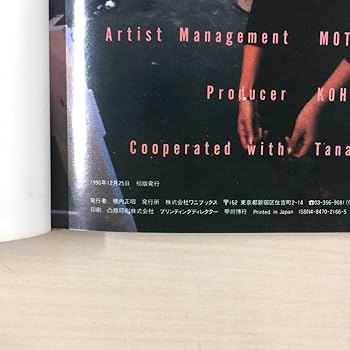 Artist Management MOT
Producer KOH
Cooperated with Tana
1990年12月25日 初版発行
発行者 横内正昭 発行所 株式会社ワニブックス 〒162 東京都新宿区住吉町2-14 ☎03-356-9081(
印刷 凸版印刷株式会社 プリンティングディレクター 甲州博行 Printed in Japan ISBN4-8470-2166-5